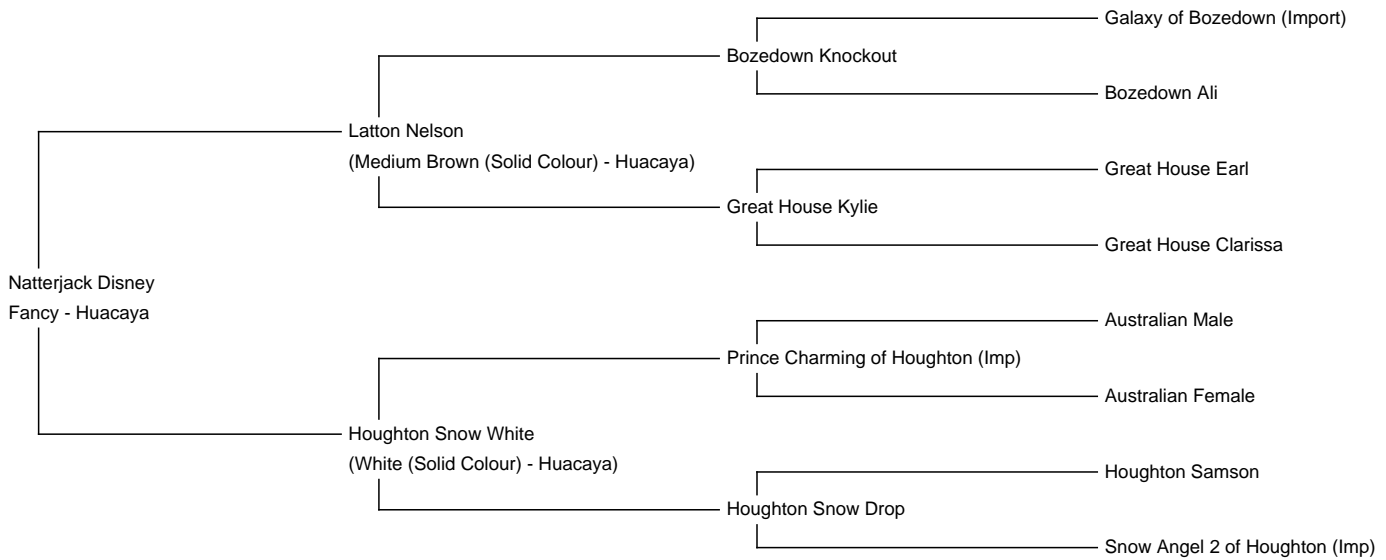 Galaxy of Bozedown (Import)
Bozedown Knockout
Bozedown Ali
Latton Nelson
(Medium Brown (Solid Colour) - Huacaya)
Great House Earl
Great House Kylie
Great House Clarissa
Natterjack Disney
Fancy - Huacaya
Australian Male
Prince Charming of Houghton (Imp)
Australian Female
Houghton Snow White
(White (Solid Colour) - Huacaya)
Houghton Samson
Houghton Snow Drop
Snow Angel 2 of Houghton (Imp)